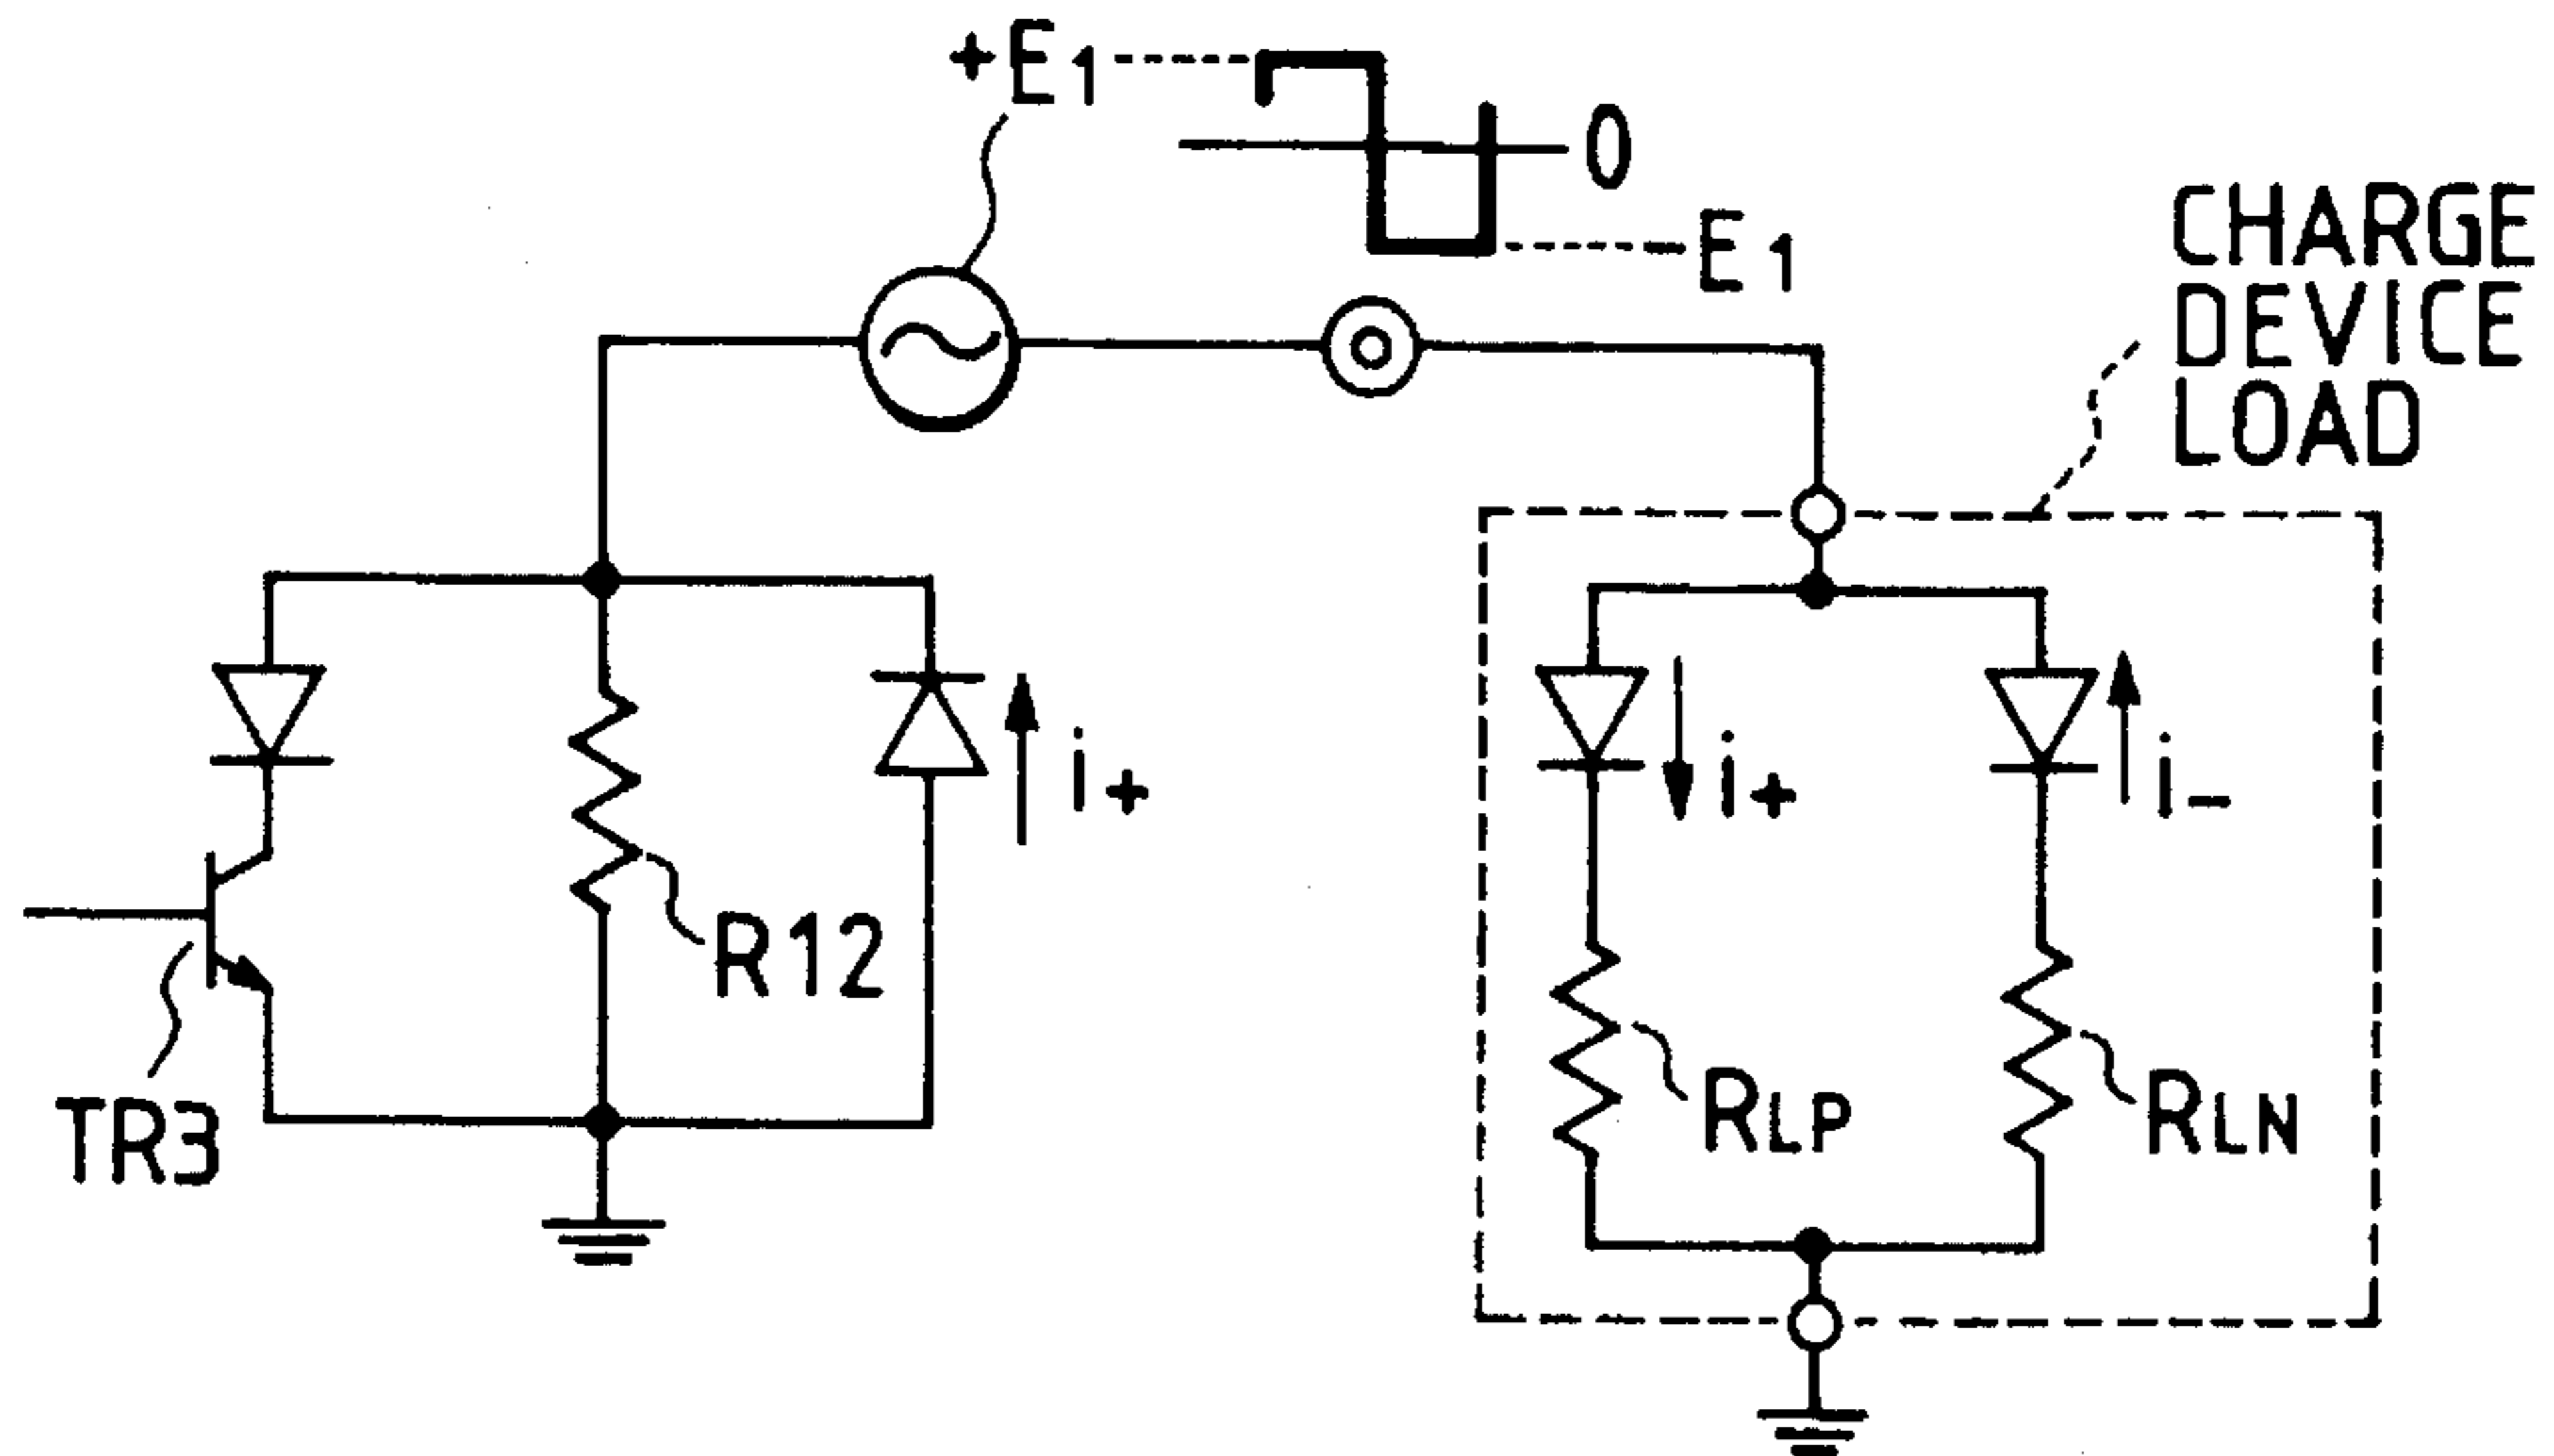 +E1
0
-E1
CHARGE
DEVICE
LOAD
i+
i+
i-
R12
TR3
RLP
RLN